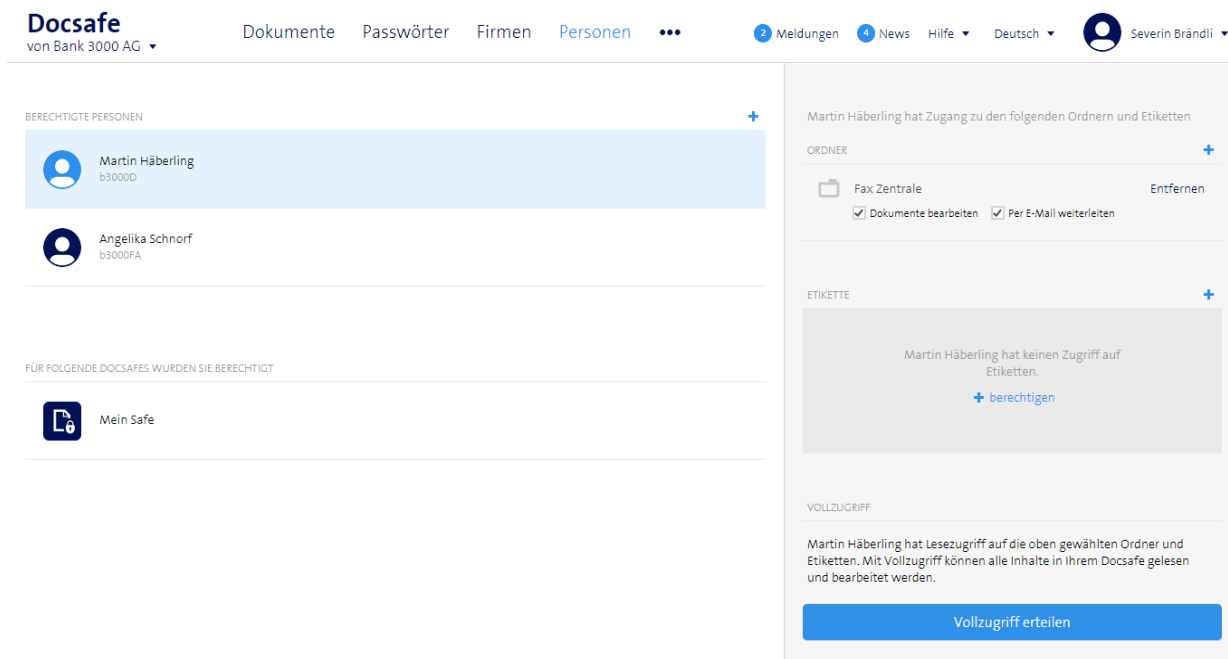 Docsafe
von Bank 3000 AG
Dokumente Passwörter Firmen Personen •••
2 Meldungen 4 News Hilfe Deutsch Severin Brändli
BERECHTIGTE PERSONEN
Martin Häberling
b3000D
Angelika Schnorf
b3000FA
FÜR FOLGENDE DOCSAFES WURDEN SIE BERECHTIGT
Mein Safe
Martin Häberling hat Zugang zu den folgenden Ordnern und Etiketten
ORDNER
Fax Zentrale Entfernen
Dokumente bearbeiten Per E-Mail weiterleiten
ETIKETTE
Martin Häberling hat keinen Zugriff auf
Etiketten.
+ berechtigen
VOLLZUGRIFF
Martin Häberling hat Lesezugriff auf die oben gewählten Ordner und
Etiketten. Mit Vollzugriff können alle Inhalte in Ihrem Docsafe gelesen
und bearbeitet werden.
Vollzugriff erteilen